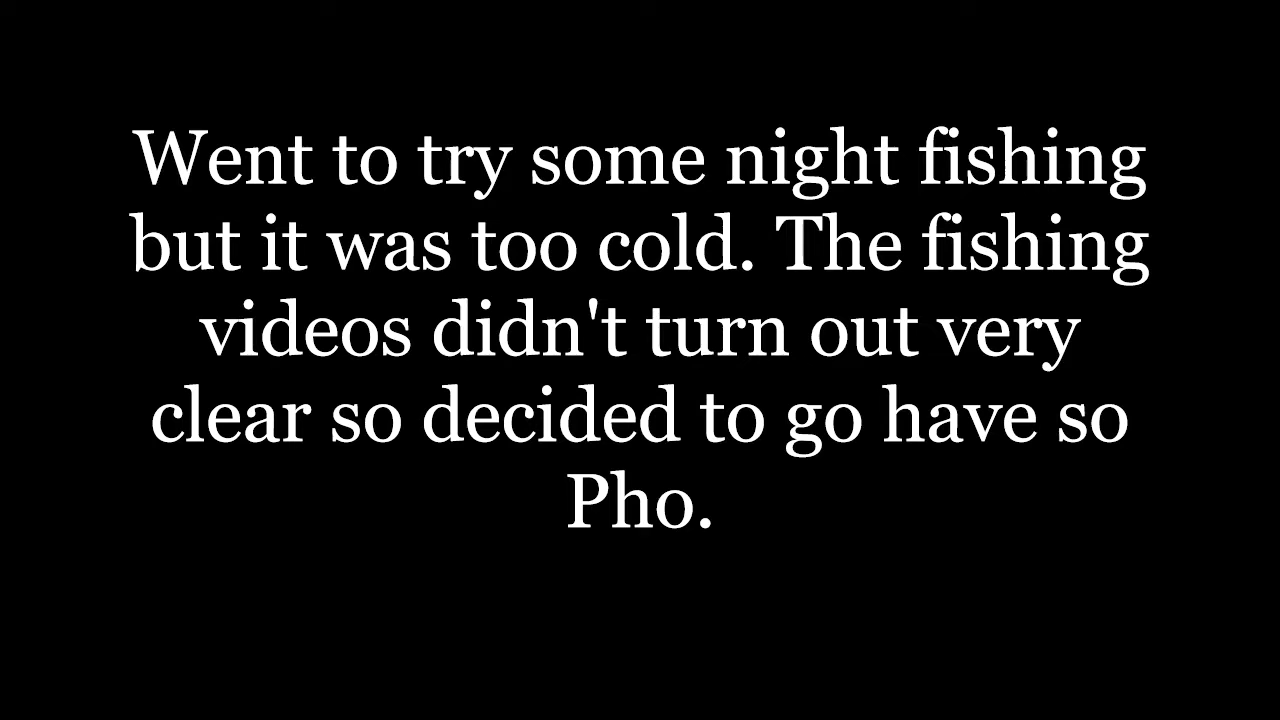 Went to try some night fishing
but it was too cold. The fishing
videos didn't turn out very
clear so decided to go have so
Pho.